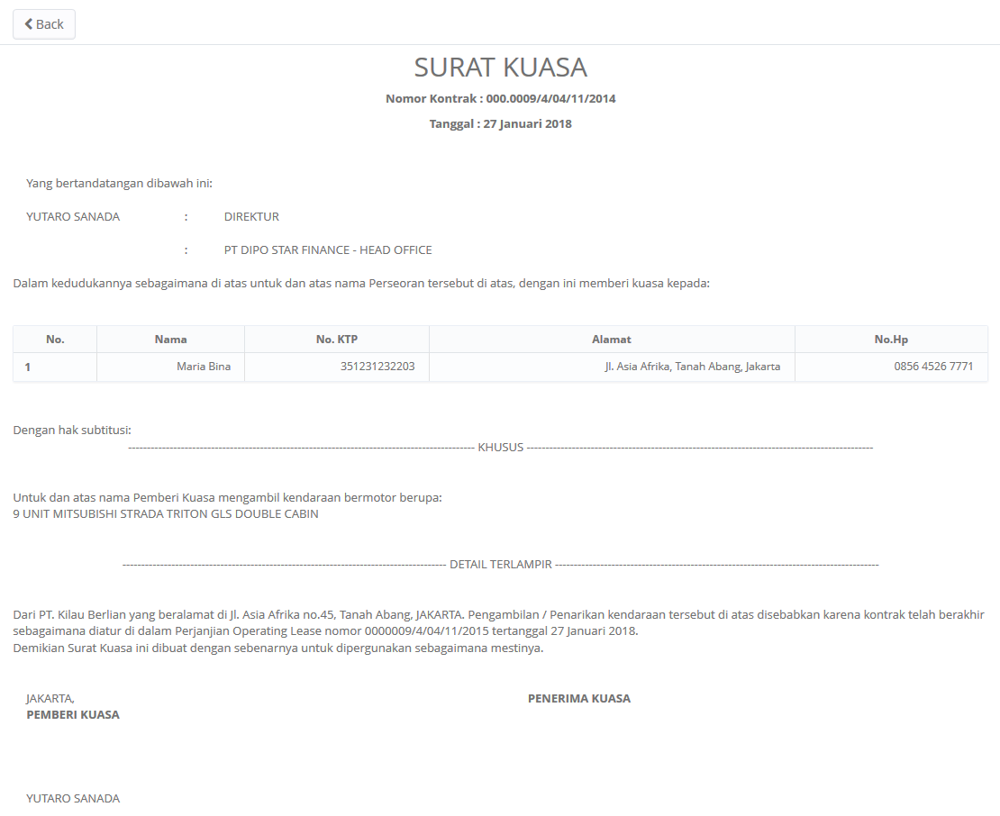 Back
SURAT KUASA
Nomor Kontrak : 000.0009/4/04/11/2014
Tanggal : 27 Januari 2018
Yang bertandatangan dibawah ini:
YUTARO SANADA : DIREKTUR
: PT DIPO STAR FINANCE - HEAD OFFICE
Dalam kedudukannya sebagaimana di atas untuk dan atas nama Perseoran tersebut di atas, dengan ini memberi kuasa kepada:
No. Nama No. KTP Alamat No.Hp
1 Maria Bina 351231232203 Jl. Asia Afrika, Tanah Abang, Jakarta 0856 4526 7771
Dengan hak subtitusi:
-------------------------------------------------------------------------------------------- KHUSUS --------------------------------------------------------------------------------------------
Untuk dan atas nama Pemberi Kuasa mengambil kendaraan bermotor berupa:
9 UNIT MITSUBISHI STRADA TRITON GLS DOUBLE CABIN
-------------------------------------------------------------------------------------- DETAIL TERLAMPIR --------------------------------------------------------------------------------------
Dari PT. Kilau Berlian yang beralamat di Jl. Asia Afrika no.45, Tanah Abang, JAKARTA. Pengambilan / Penarikan kendaraan tersebut di atas disebabkan karena kontrak telah berakhir
sebagaimana diatur di dalam Perjanjian Operating Lease nomor 0000009/4/04/11/2015 tertanggal 27 Januari 2018.
Demikian Surat Kuasa ini dibuat dengan sebenarnya untuk dipergunakan sebagaimana mestinya.
JAKARTA, PENERIMA KUASA
PEMBERI KUASA
YUTARO SANADA